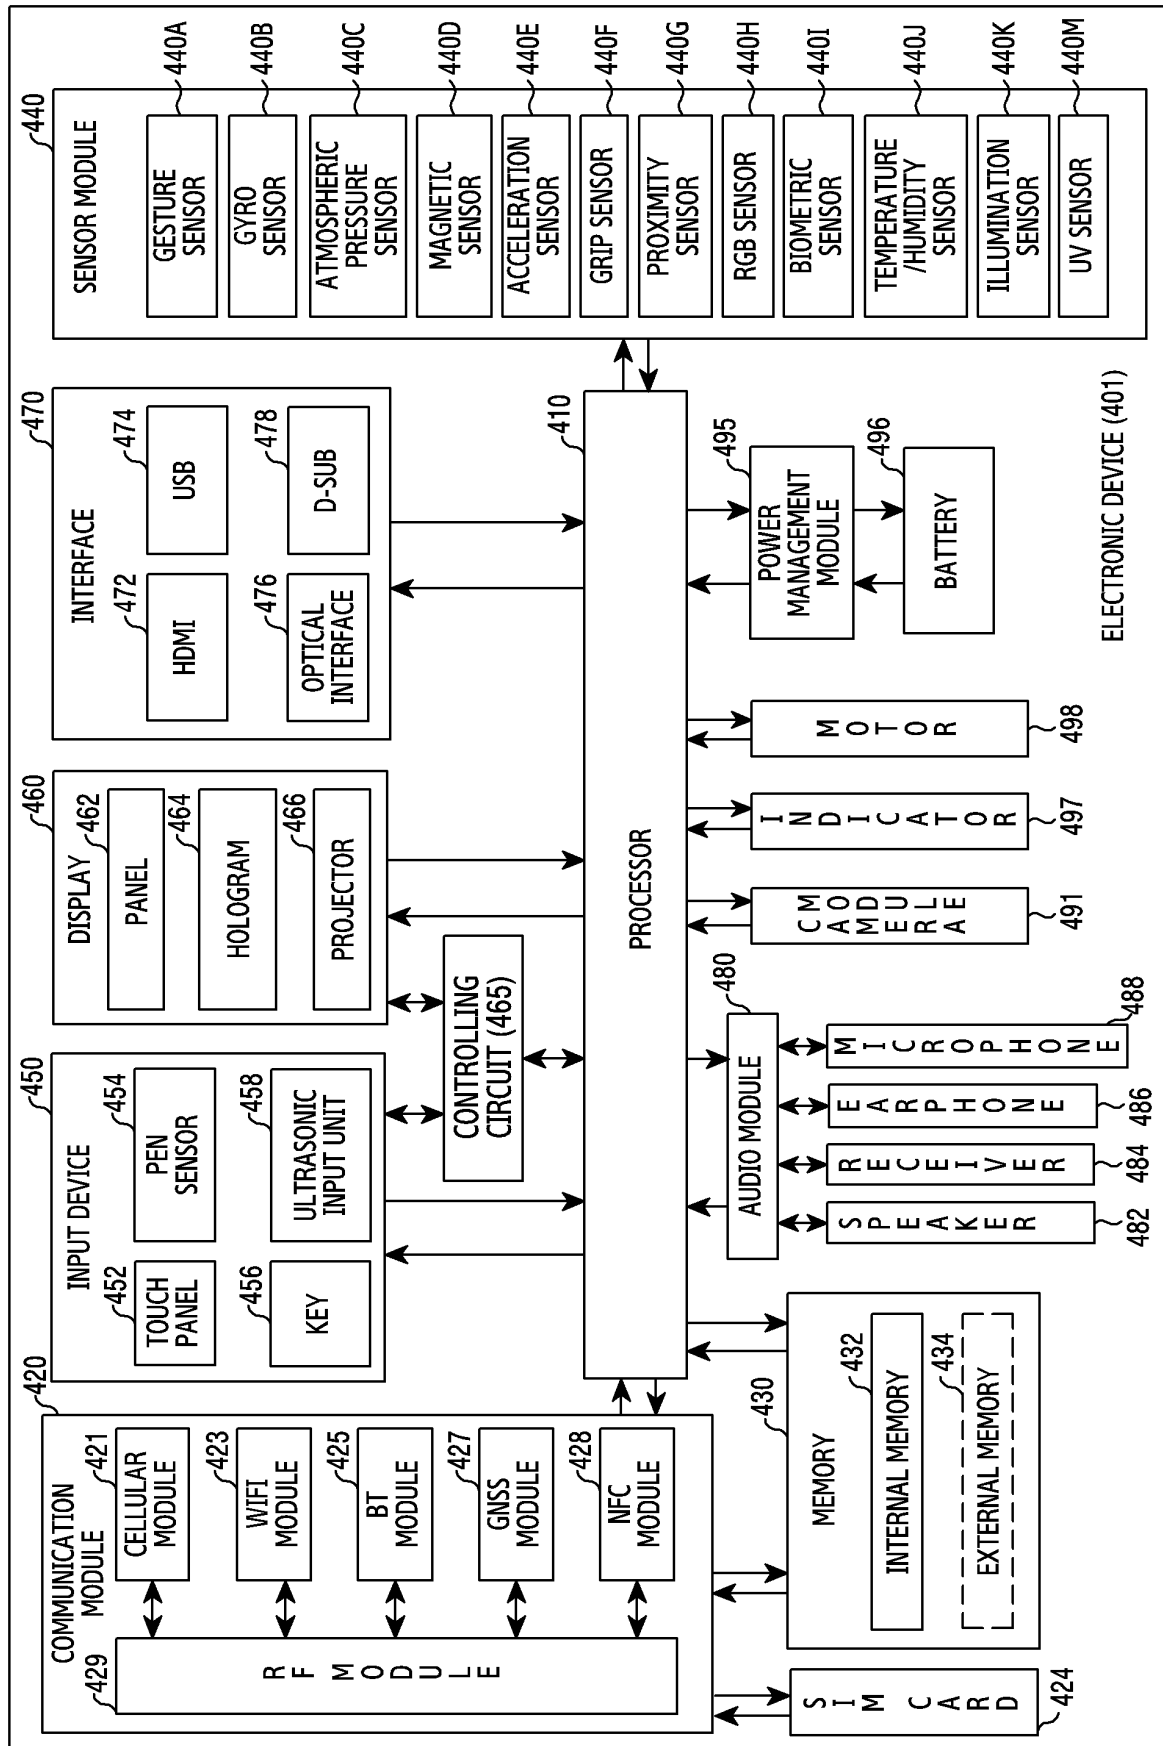 COMMUNICATION
MODULE
420
429
RF MODULE
CELLULAR
MODULE
421
WIFI
MODULE
423
BT
MODULE
425
GNSS
MODULE
427
NFC
MODULE
428
SIM CARD
424
INPUT DEVICE
450
TOUCH
PANEL
452
PEN
SENSOR
454
KEY
456
ULTRASONIC
INPUT UNIT
458
DISPLAY
460
PANEL
462
HOLOGRAM
464
PROJECTOR
466
CONTROLLING
CIRCUIT (465)
INTERFACE
470
HDMI
472
USB
474
OPTICAL
INTERFACE
476
D-SUB
478
SENSOR MODULE
440
GESTURE
SENSOR
440A
GYRO
SENSOR
440B
ATMOSPHERIC
PRESSURE
SENSOR
440C
MAGNETIC
SENSOR
440D
ACCELERATION
SENSOR
440E
GRIP SENSOR
440F
PROXIMITY
SENSOR
440G
RGB SENSOR
440H
BIOMETRIC
SENSOR
440I
TEMPERATURE
/HUMIDITY
SENSOR
440J
ILLUMINATION
SENSOR
440K
UV SENSOR
440M
PROCESSOR
410
MEMORY
430
INTERNAL MEMORY
432
EXTERNAL MEMORY
434
AUDIO MODULE
480
SPEAKER
482
RECEIVER
484
EARPHONE
486
MICROPHONE
488
CAMERA
MODULE
491
INDICATOR
497
MOTOR
498
POWER
MANAGEMENT
MODULE
495
BATTERY
496
ELECTRONIC DEVICE (401)